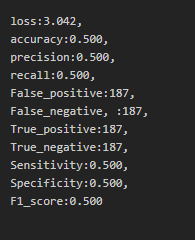 loss:3.042,
accuracy:0.500,
precision:0.500,
recall:0.500,
False_positive:187,
False_negative, :187,
True_positive:187,
True_negative:187,
Sensitivity:0.500,
Specificity:0.500,
F1_score:0.500